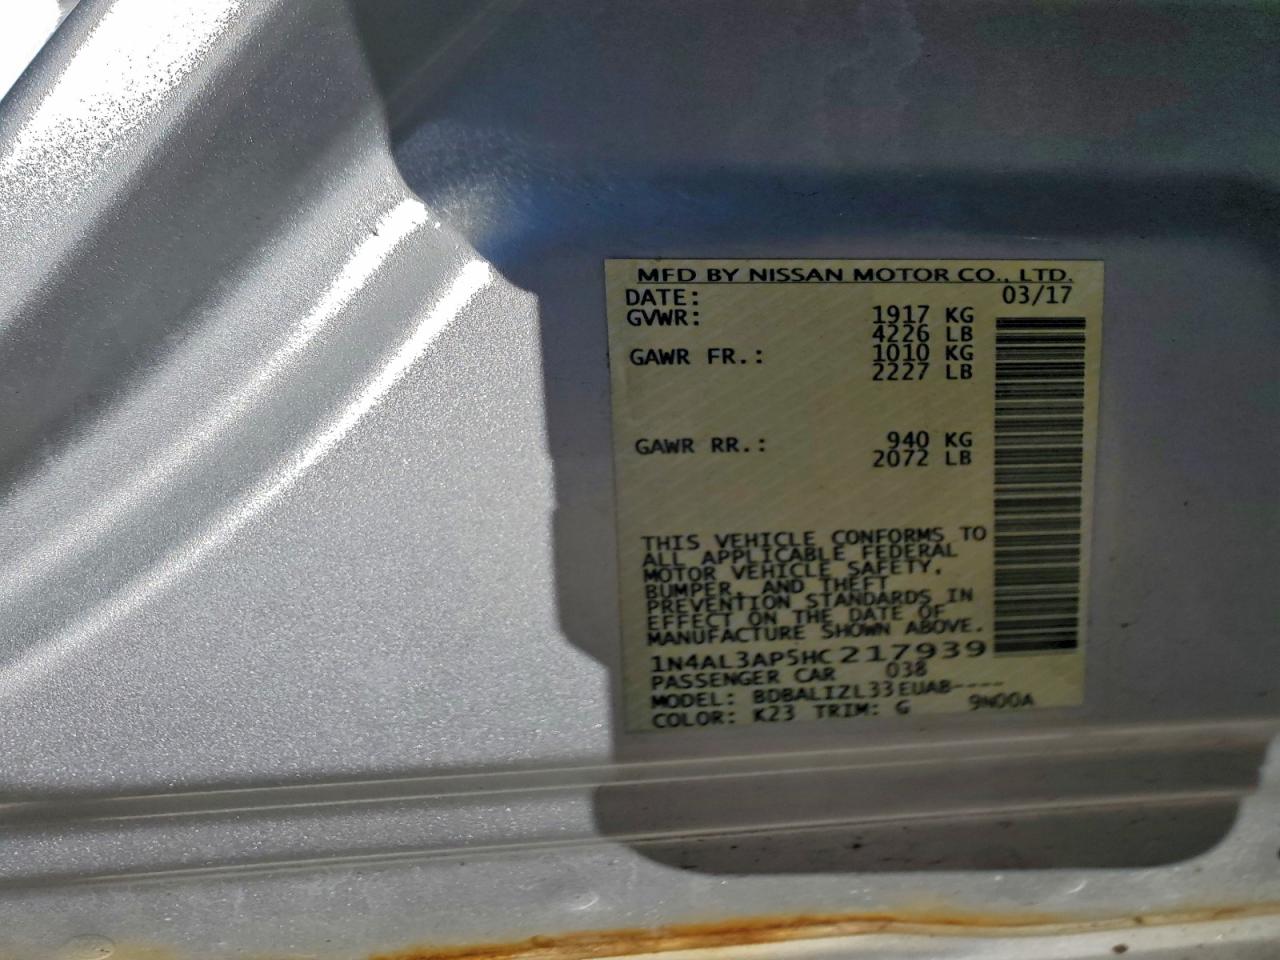 MFD BY NISSAN MOTOR CO., LTD.
DATE: 03/17
GVWR: 1917 KG
4226 LB
GAWR FR.: 1010 KG
2227 LB
GAWR RR.: 940 KG
2072 LB
THIS VEHICLE CONFORMS TO
ALL APPLICABLE FEDERAL
MOTOR VEHICLE SAFETY,
BUMPER, AND THEFT
PREVENTION STANDARDS IN
EFFECT ON THE DATE OF
MANUFACTURE SHOWN ABOVE.
1N4AL3AP5HC217939
PASSENGER CAR 038
MODEL: BDBALIZL33EUAB----
COLOR: K23 TRIM: G 9N00A